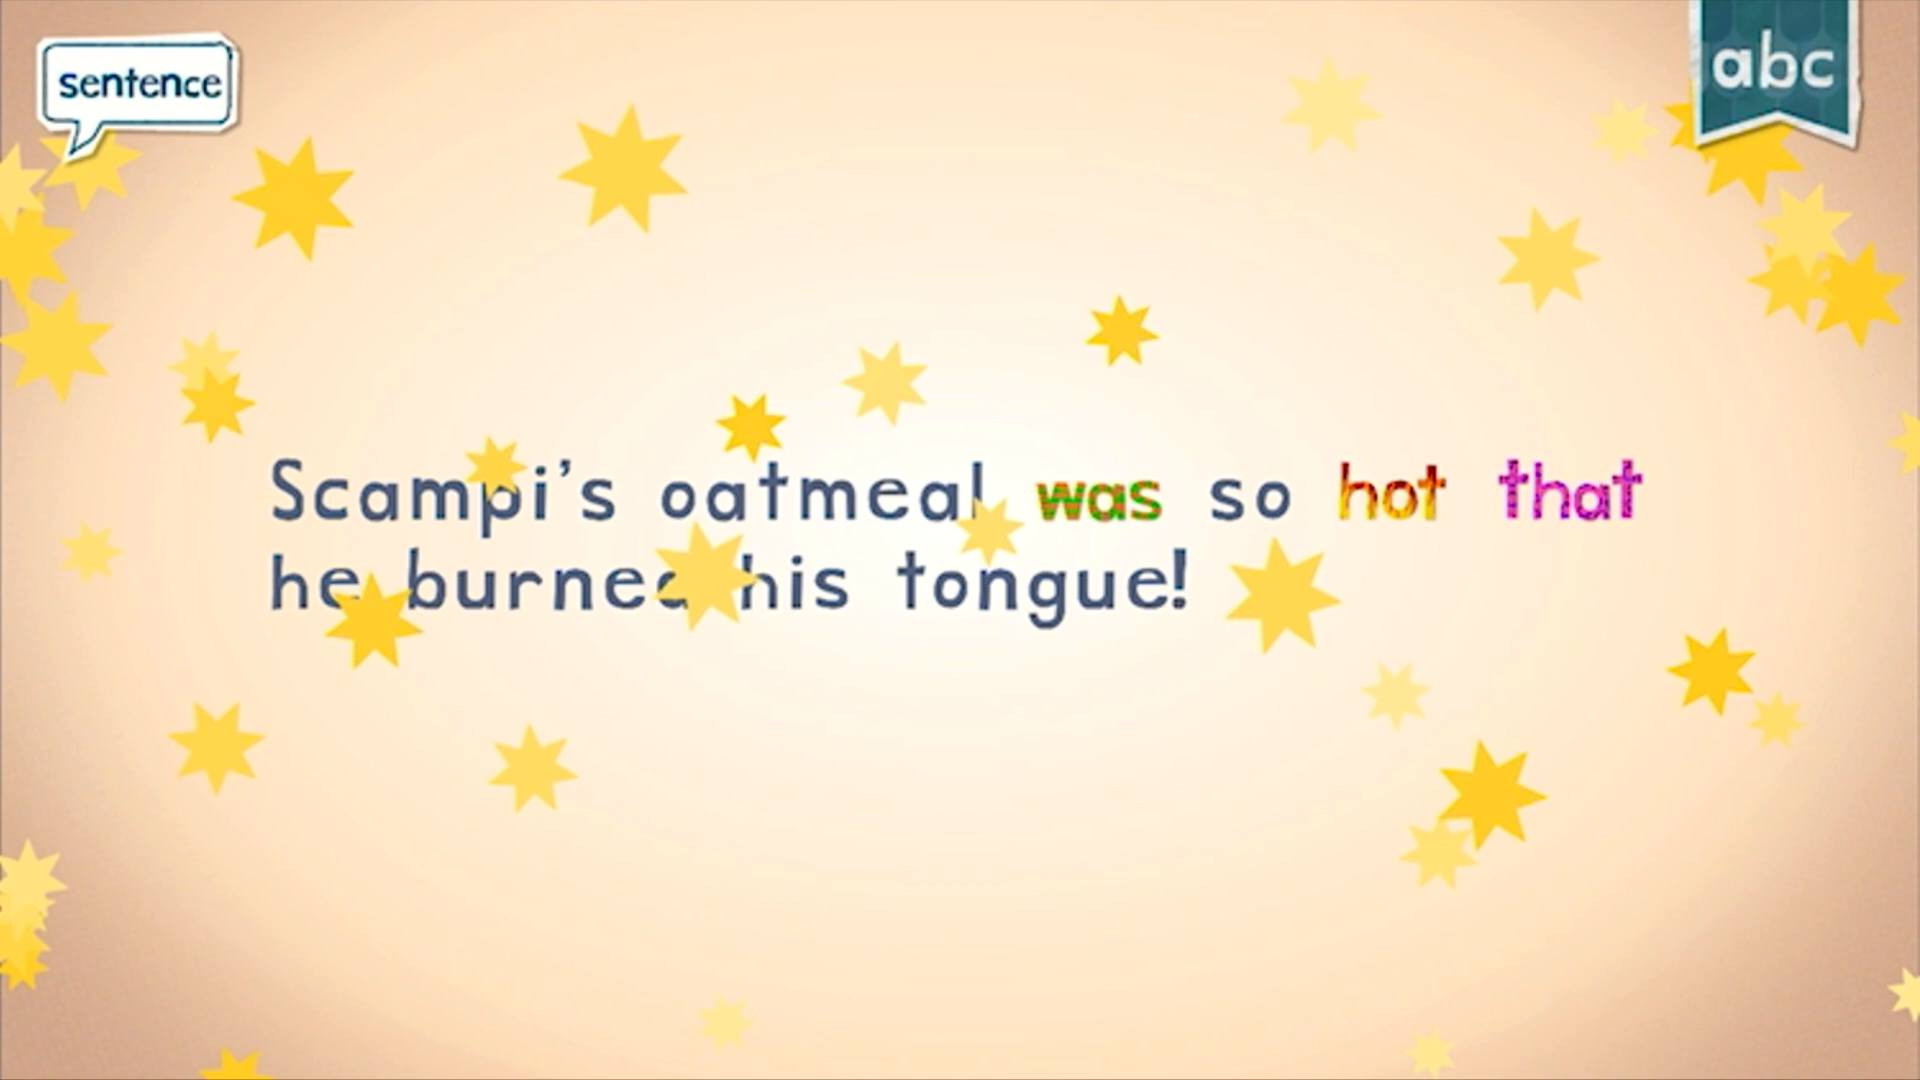 sentence
abc
Scampi's oatmeal was so hot that
he burned his tongue!